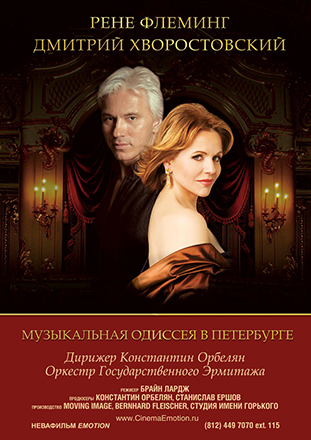 РЕНЕ ФЛЕМИНГ
ДМИТРИЙ ХВОРОСТОВСКИЙ
МУЗЫКАЛЬНАЯ ОДИССЕЯ В ПЕТЕРБУРГЕ
Дирижер Константин Орбелян
Оркестр Государственного Эрмитажа
РЕЖИСЕР БРАЙН ЛАРДЖ
ПРОДЮСЕРЫ КОНСТАНТИН ОРБЕЛЯН, СТАНИСЛАВ ЕРШОВ
ПРОИЗВОДСТВО MOVING IMAGE, BERNHARD FLEISCHER, СТУДИЯ ИМЕНИ ГОРЬКОГО
www.CinemaEmotion.ru
НЕВАФИЛЬМ EMOTION (812) 449 7070 ext. 115